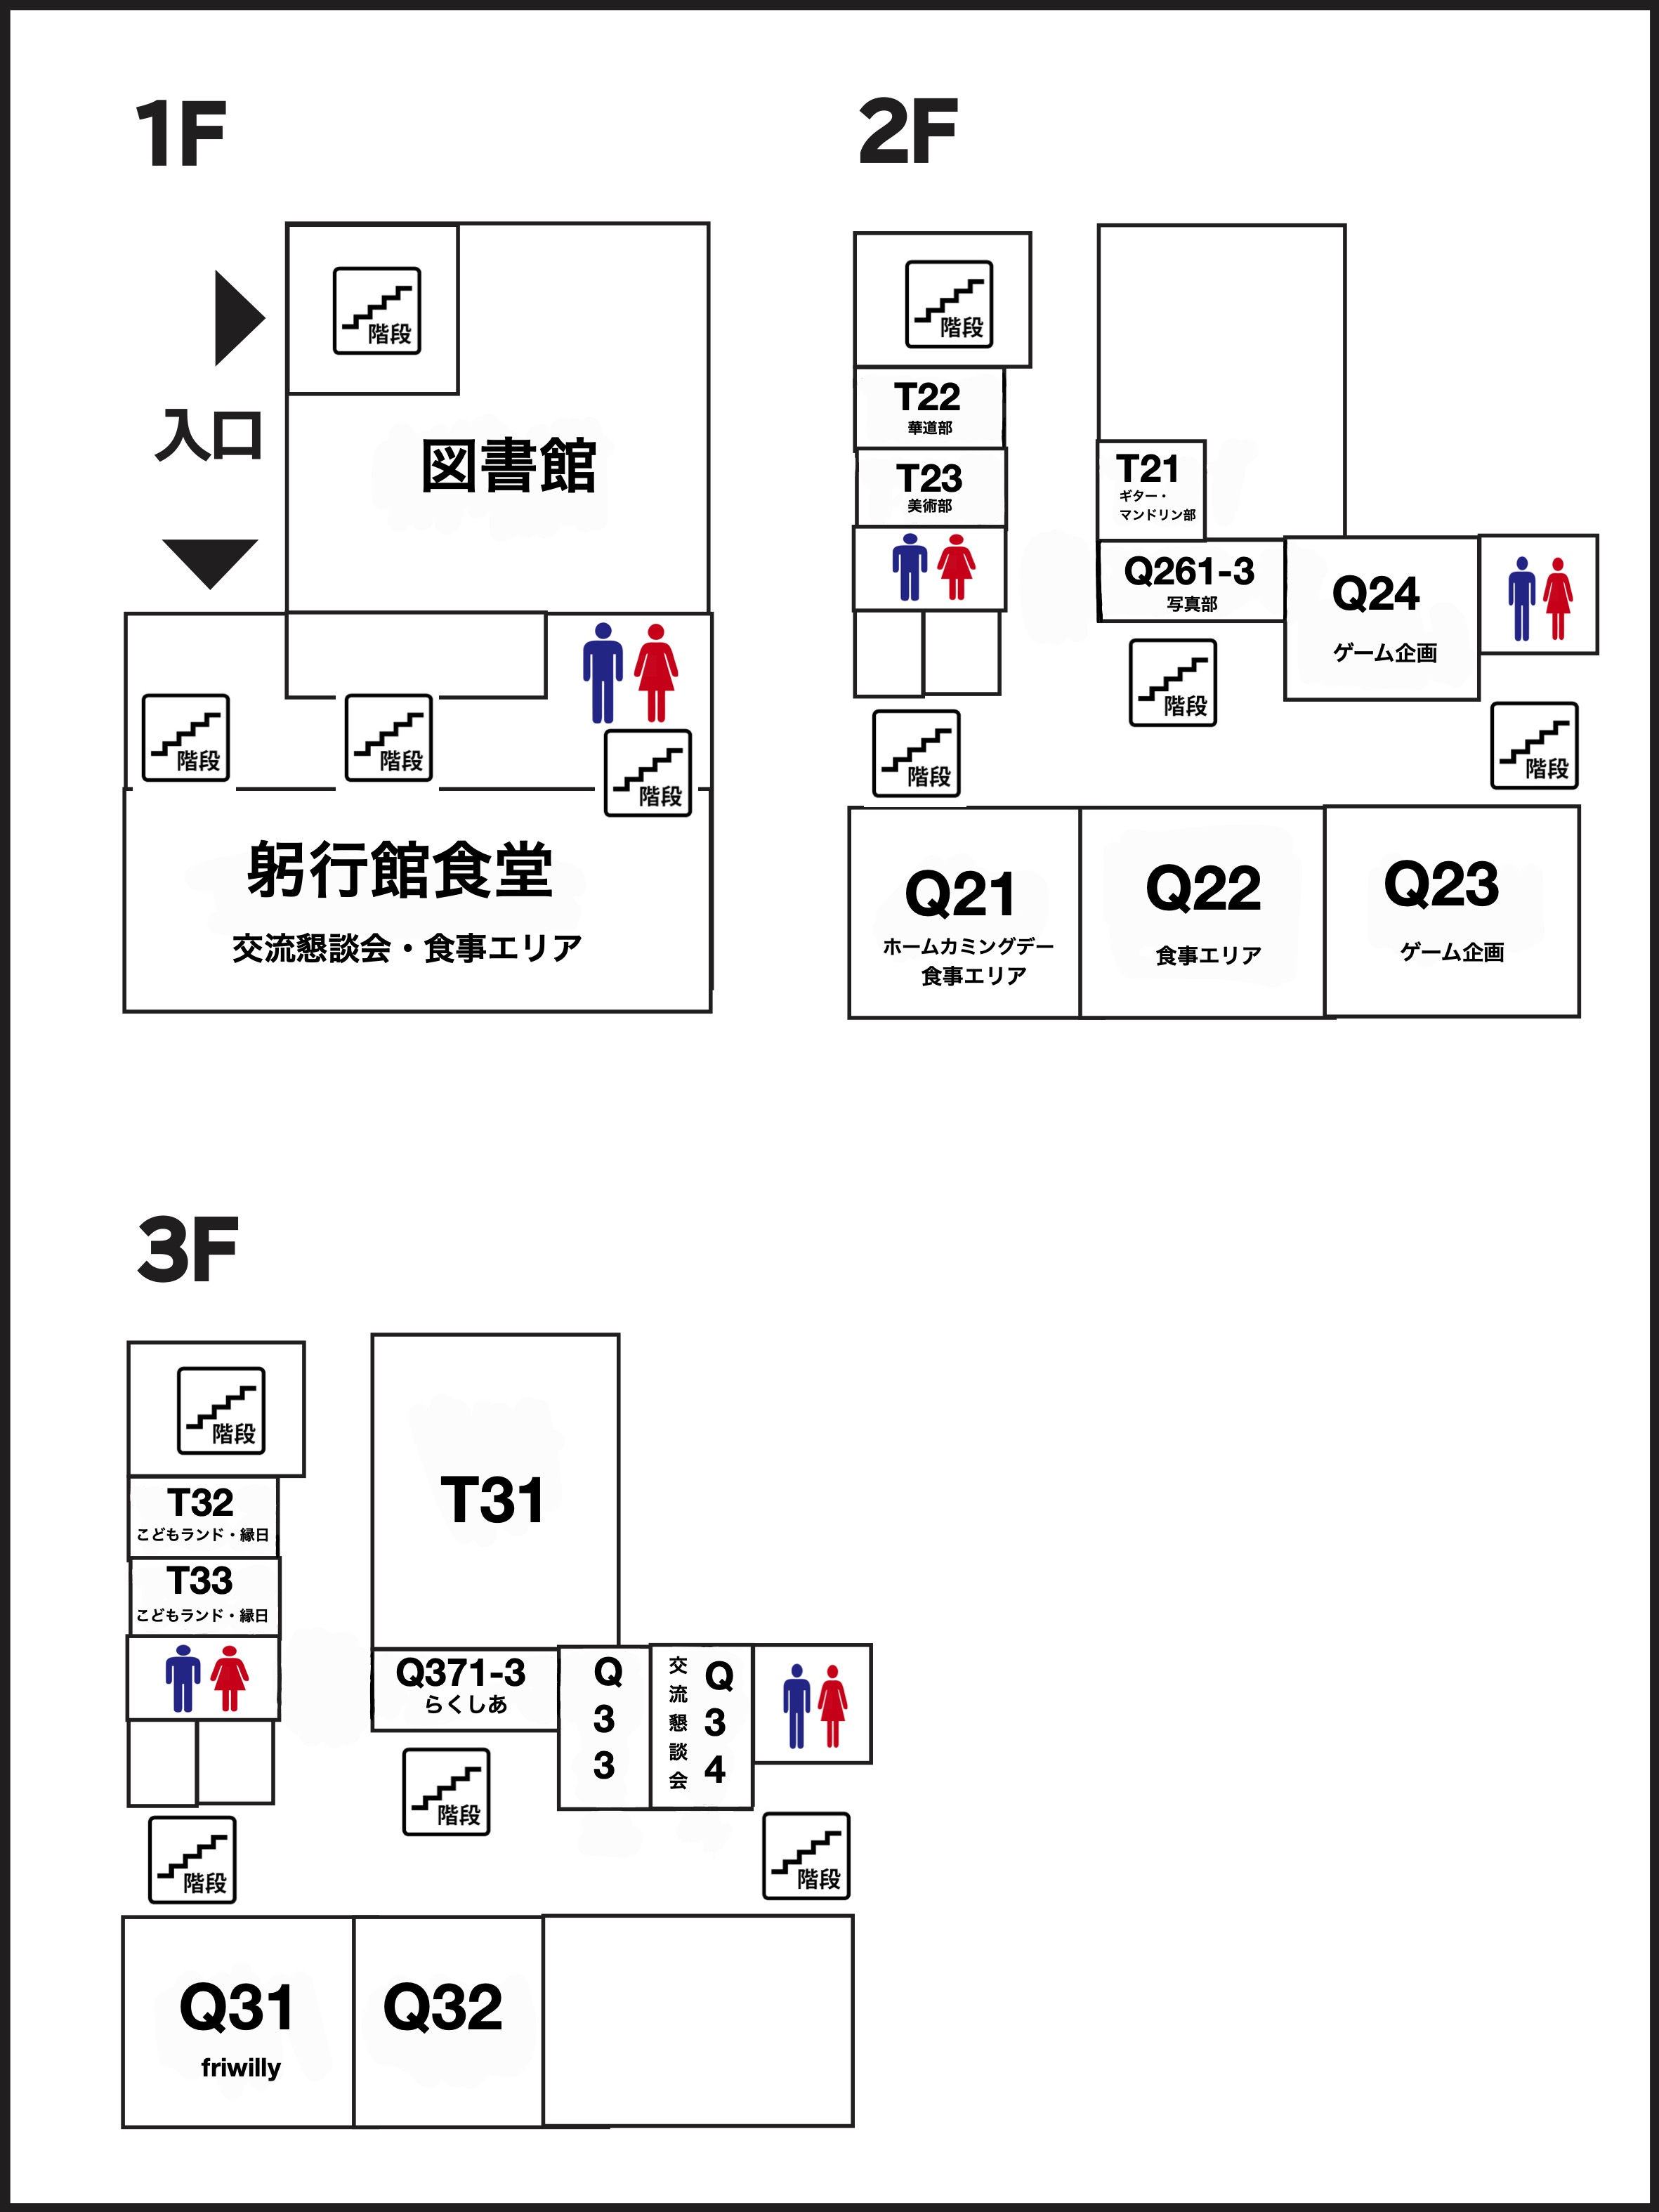 1F
階段
入口
図書館
階段
階段
階段
躬行館食堂
交流懇談会・食事エリア
2F
階段
T22
華道部
T23
美術部
T21
ギター・
マンドリン部
Q261-3
写真部
Q24
ゲーム企画
階段
階段
階段
Q21
ホームカミングデー
食事エリア
Q22
食事エリア
Q23
ゲーム企画
3F
階段
T32
こどもランド・縁日
T33
こどもランド・縁日
T31
Q371-3
らくしあ
Q33
Q34
交流懇談会
階段
階段
階段
Q31
friwilly
Q32